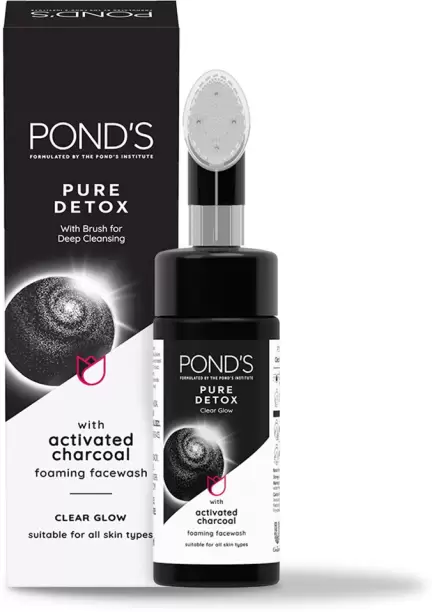 POND'S
POND'S
FORMULATED BY THE POND'S INSTITUTE
PURE
DETOX
With Brush for
Deep Cleansing
with
activated
charcoal
foaming facewash
CLEAR GLOW
suitable for all skin types
POND'S
FORMULATED BY THE POND'S INSTITUTE
PURE
DETOX
Clear Glow
with
activated
charcoal
foaming facewash
suitable for all skin types